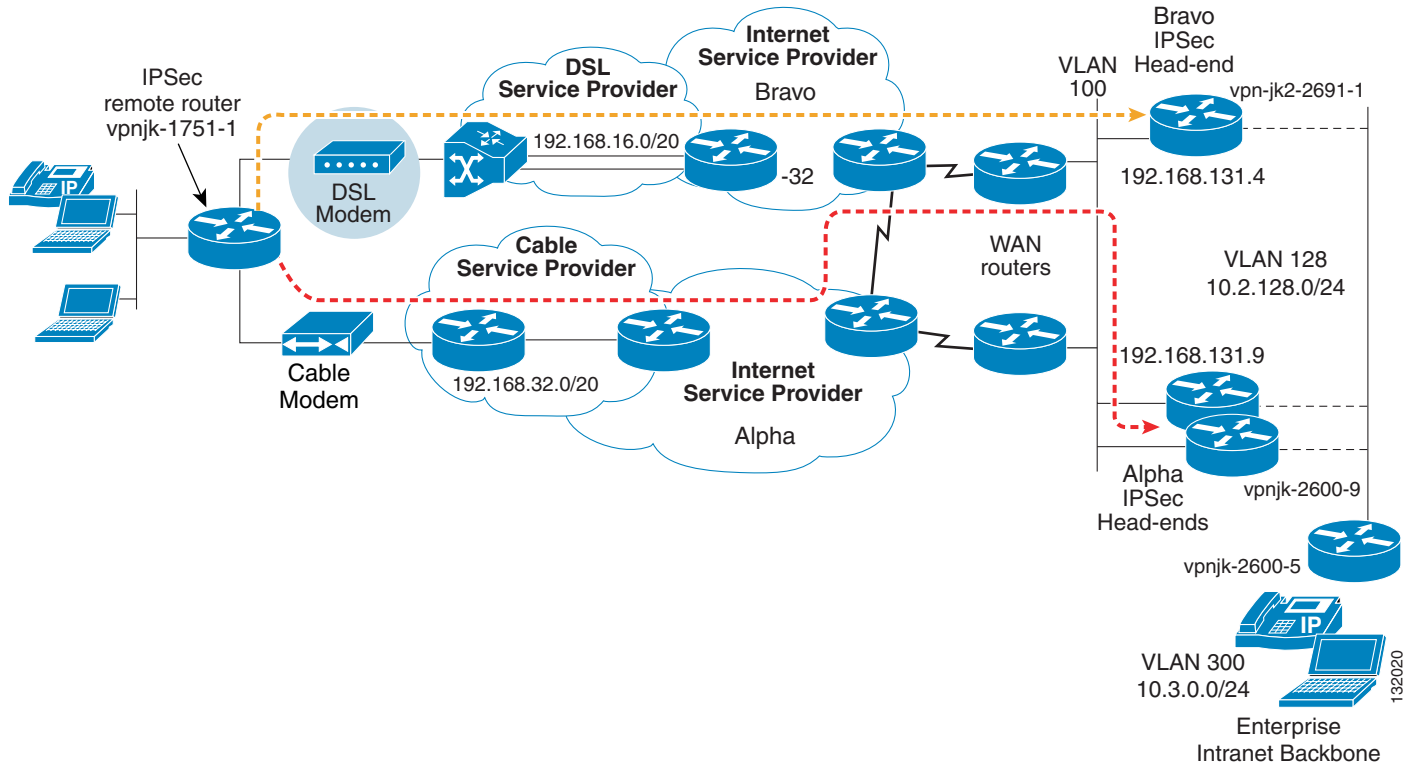 Bravo
IPSec
Head-end
Internet
Service Provider
Bravo
VLAN
100
DSL
Service Provider
IPSec
remote router
vpnjk-1751-1
vpn-jk2-2691-1
192.168.16.0/20
-32
192.168.131.4
IP
DSL
Modem
WAN
routers
Cable
Service Provider
VLAN 128
10.2.128.0/24
192.168.131.9
Cable
Modem
192.168.32.0/20
Internet
Service Provider
Alpha
Alpha
IPSec
Head-ends
vpnjk-2600-9
vpnjk-2600-5
IP
VLAN 300
10.3.0.0/24
132020
Enterprise
Intranet Backbone